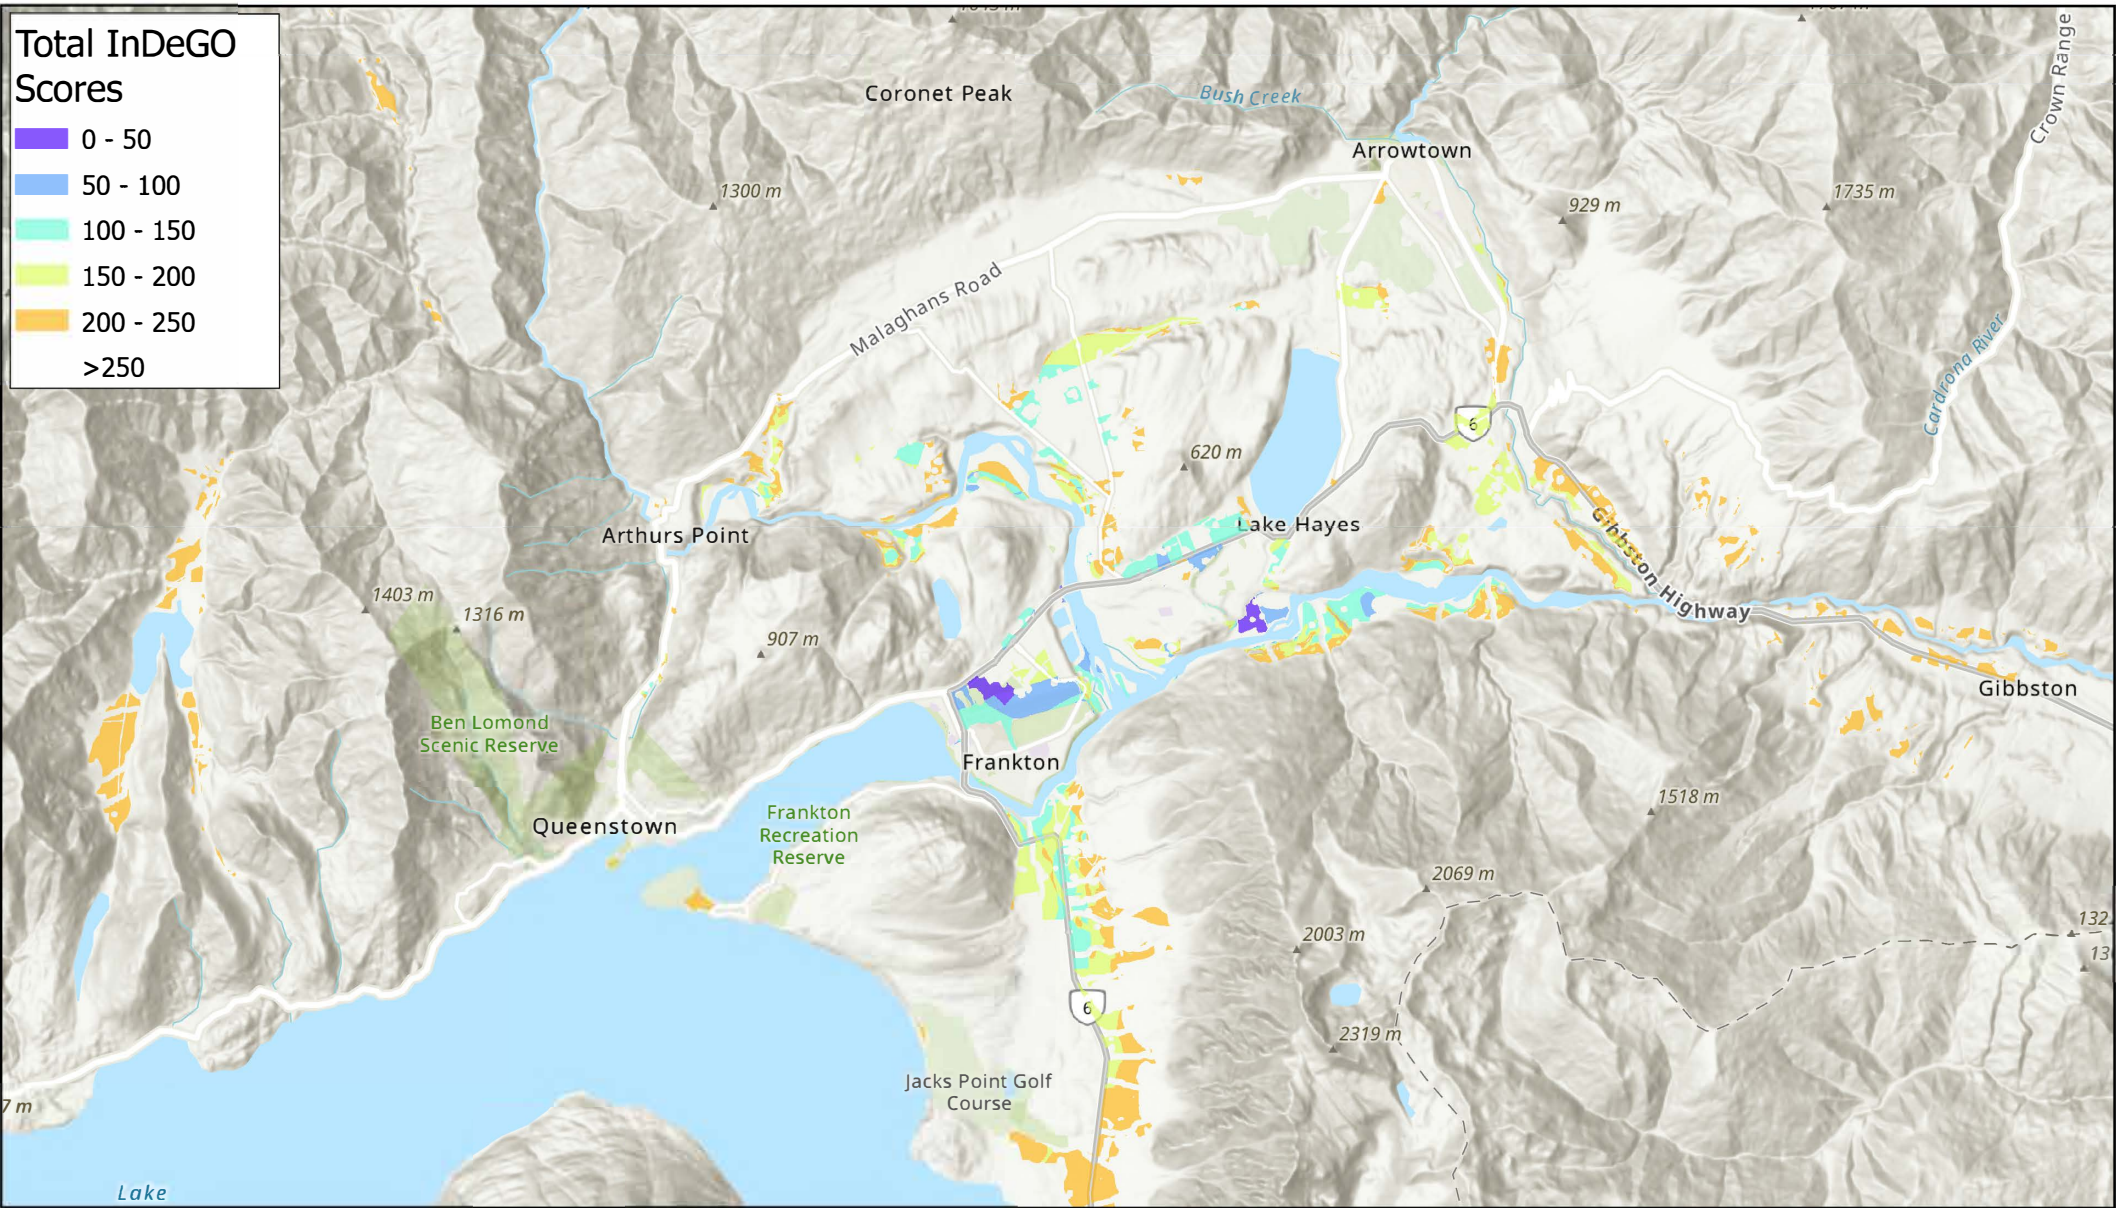 Total InDeGO
Scores
0 - 50
50 - 100
100 - 150
150 - 200
200 - 250
>250
Coronet Peak
Bush Creek
Crown Range
Arrowtown
1300 m
929 m
1735 m
Malaghans Road
Cardrona River
6
620 m
Lake Hayes
Arthurs Point
Gibbston Highway
1403 m
1316 m
907 m
Gibbston
Ben Lomond
Scenic Reserve
Frankton
1518 m
Queenstown
Frankton
Recreation
Reserve
2069 m
2003 m
132
13
6
2319 m
Jacks Point Golf
Course
7 m
Lake